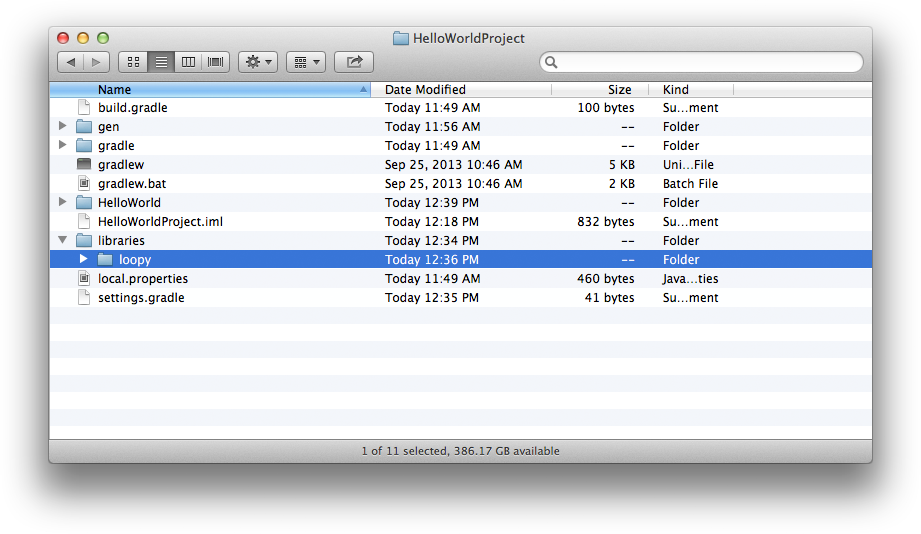 HelloWorldProject
Name Date Modified Size Kind
build.gradle Today 11:49 AM 100 bytes Su...ment
gen Today 11:56 AM -- Folder
gradle Today 11:49 AM -- Folder
gradlew Sep 25, 2013 10:46 AM 5 KB Uni...File
gradlew.bat Sep 25, 2013 10:46 AM 2 KB Batch File
HelloWorld Today 12:39 PM -- Folder
HelloWorldProject.iml Today 12:18 PM 832 bytes Su...ment
libraries Today 12:34 PM -- Folder
loopy Today 12:36 PM -- Folder
local.properties Today 11:49 AM 460 bytes Java...ties
settings.gradle Today 12:35 PM 41 bytes Su...ment
1 of 11 selected, 386.17 GB available